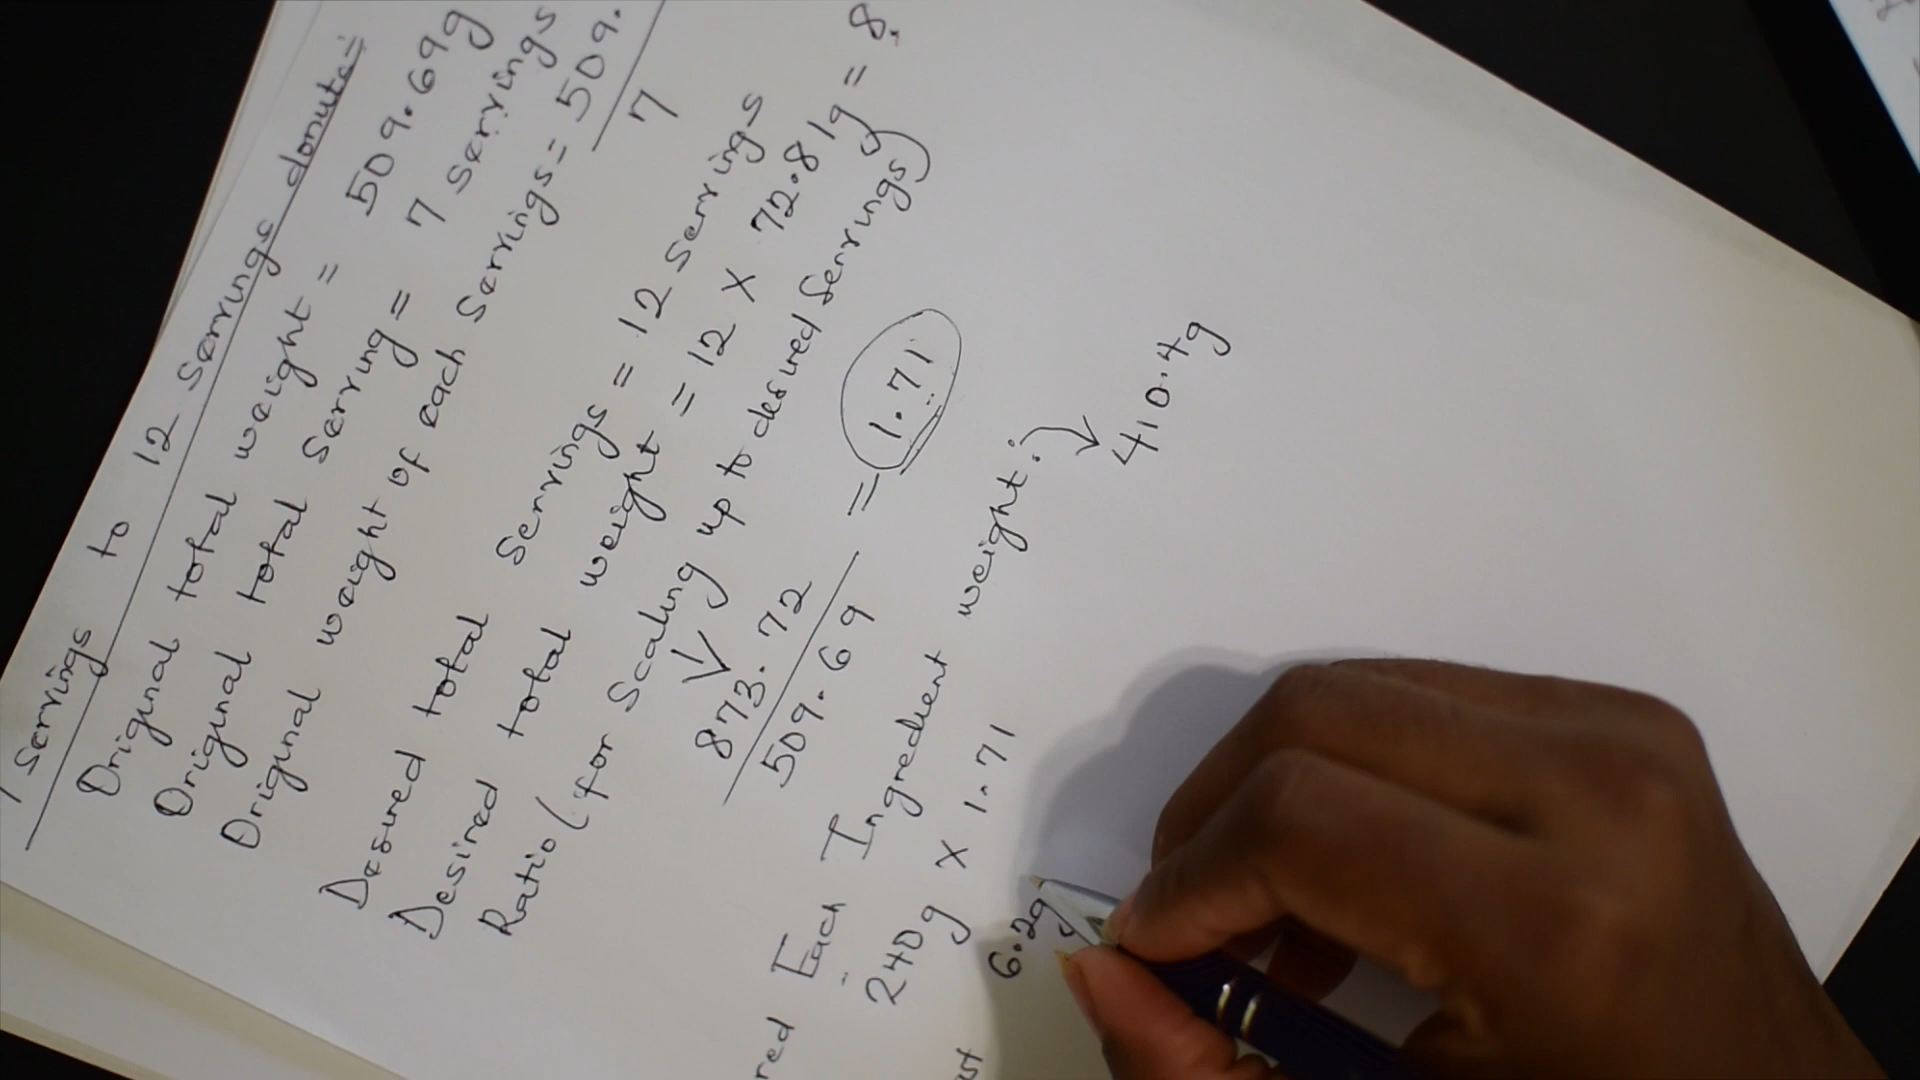 7 Servings to 12 Servings donuts:-
Original total weight = 509.69g
Original total Serving = 7 Servings
Original weight of each Servings = 509.
7
Desired total Servings = 12 Servings
Desired total weight = 12 X 72.81g = 8
Ratio (for Scaling up to desired Servings)
873.72
509.69
= 1.71
red Each Ingredient weight:
240g X 1.71
410.4g
6.2g